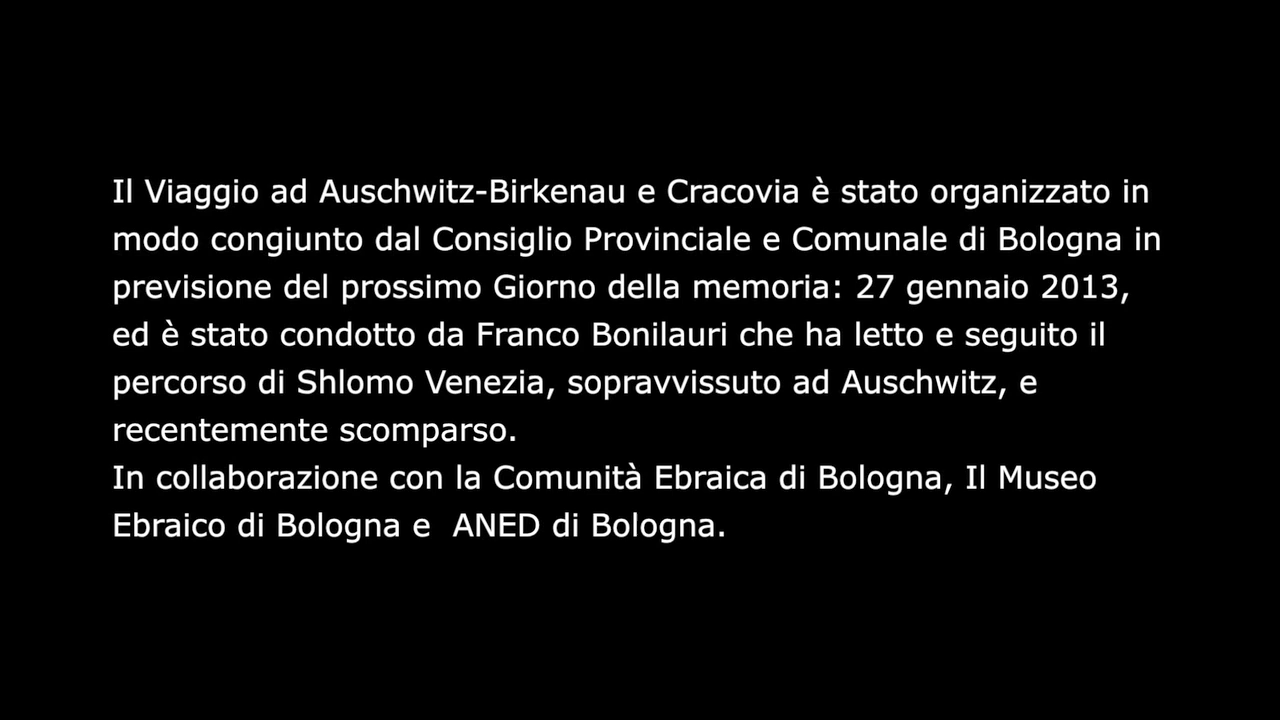 Il Viaggio ad Auschwitz-Birkenau e Cracovia è stato organizzato in
modo congiunto dal Consiglio Provinciale e Comunale di Bologna in
previsione del prossimo Giorno della memoria: 27 gennaio 2013,
ed è stato condotto da Franco Bonilauri che ha letto e seguito il
percorso di Shlomo Venezia, sopravvissuto ad Auschwitz, e
recentemente scomparso.
In collaborazione con la Comunità Ebraica di Bologna, Il Museo
Ebraico di Bologna e  ANED di Bologna.